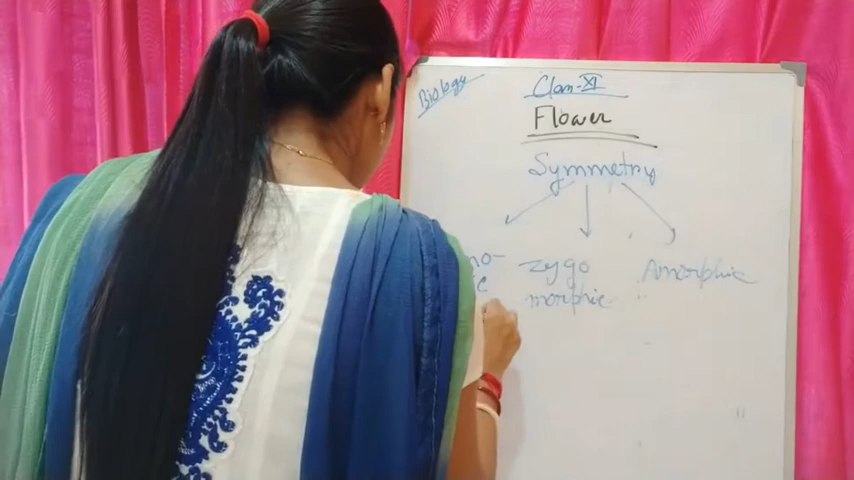 Biology
Class-XI
Flower
Symmetry
zygo
morphic
Amorphic